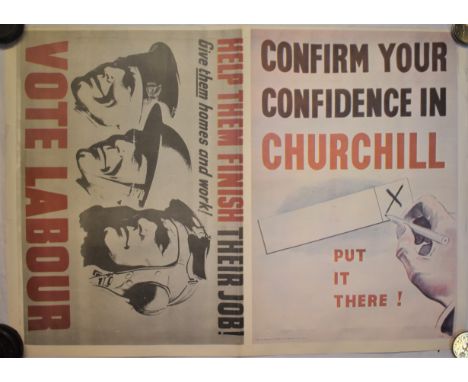 HELP THEM FINISH THEIR JOB!
Give them homes and work!
VOTE LABOUR
CONFIRM YOUR
CONFIDENCE IN
CHURCHILL
X
PUT
IT
THERE!